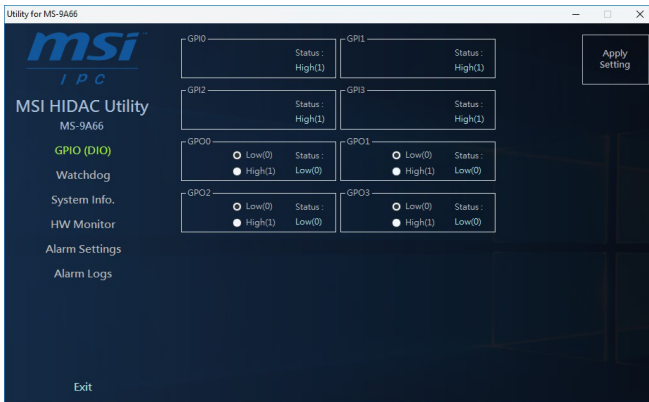 Utility for MS-9A66
msi
IPC
MSI HIDAC Utility
MS-9A66
GPIO (DIO)
Watchdog
System Info.
HW Monitor
Alarm Settings
Alarm Logs
Exit
GPI0
Status :
High(1)
GPI1
Status :
High(1)
GPI2
Status :
High(1)
GPI3
Status :
High(1)
GPO0
Low(0) Status :
High(1) Low(0)
GPO1
Low(0) Status :
High(1) Low(0)
GPO2
Low(0) Status :
High(1) Low(0)
GPO3
Low(0) Status :
High(1) Low(0)
Apply
Setting